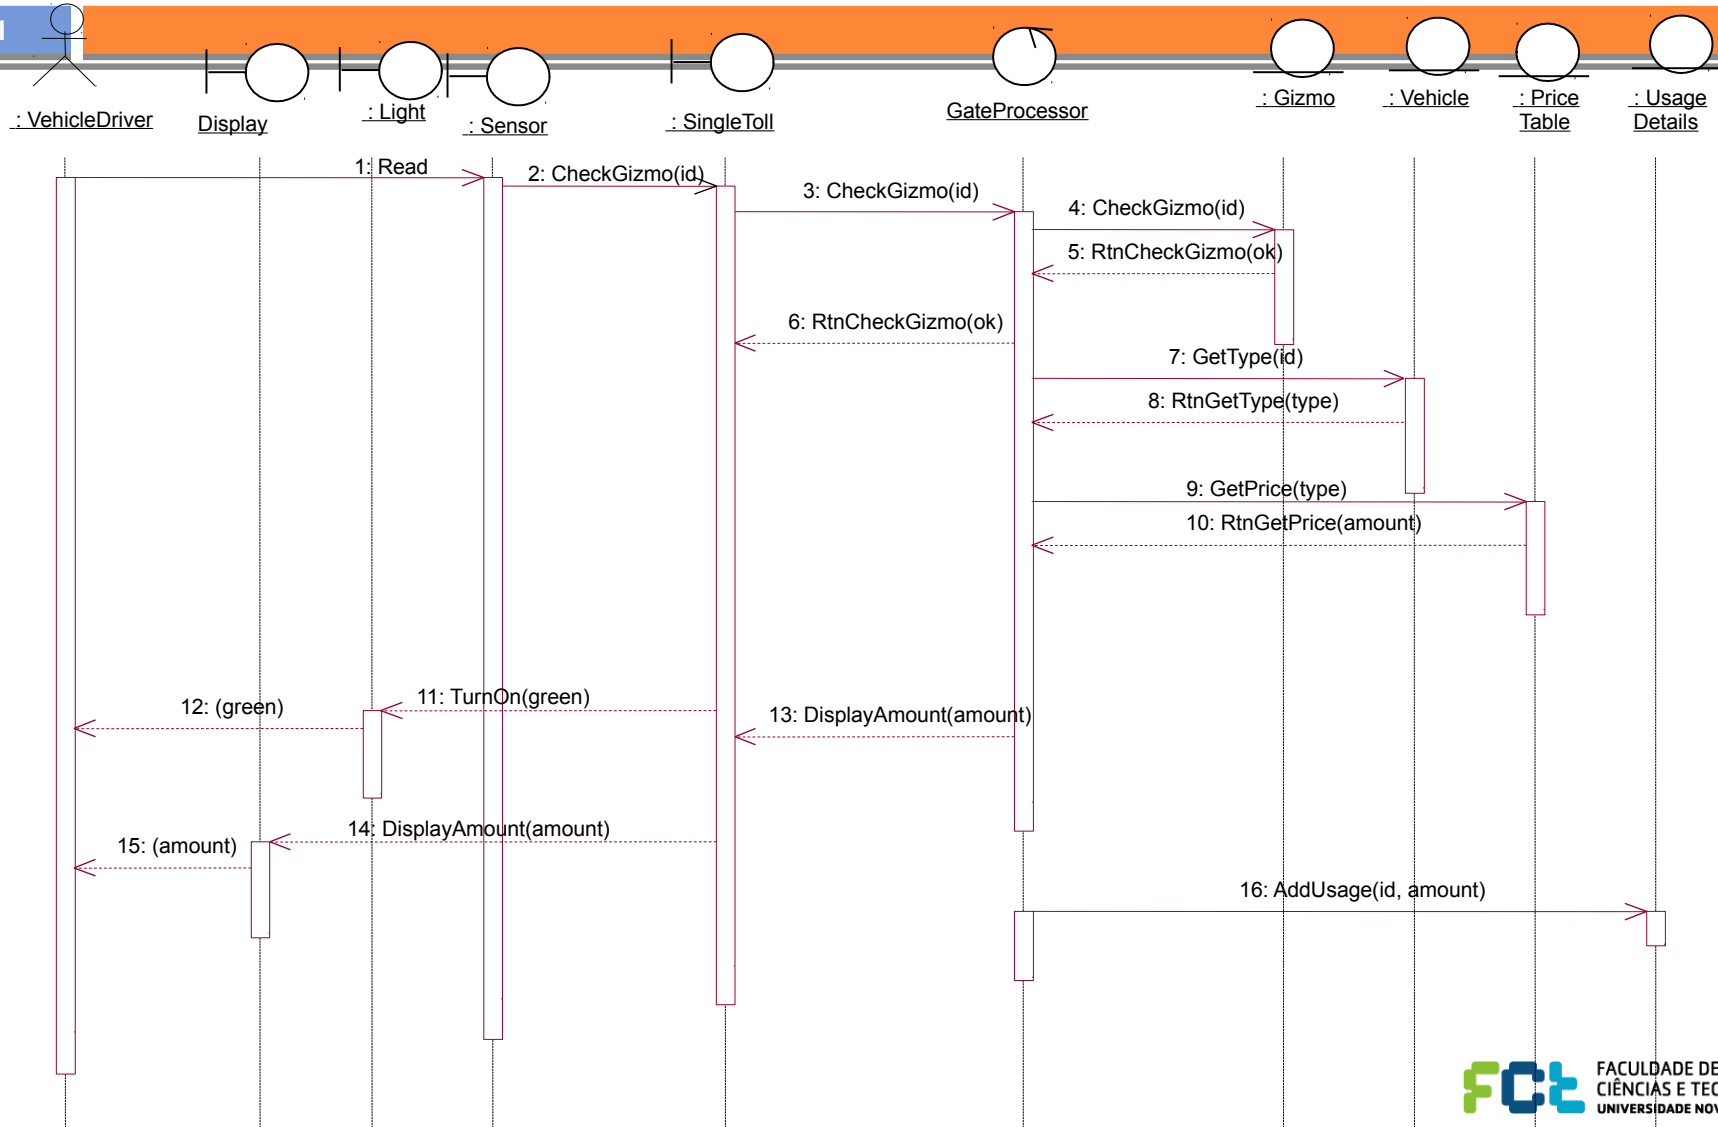 : VehicleDriver
Display
: Light
: Sensor
: SingleToll
GateProcessor
: Gizmo
: Vehicle
: Price
Table
: Usage
Details
1: Read
2: CheckGizmo(id)
3: CheckGizmo(id)
4: CheckGizmo(id)
5: RtnCheckGizmo(ok)
6: RtnCheckGizmo(ok)
7: GetType(id)
8: RtnGetType(type)
9: GetPrice(type)
10: RtnGetPrice(amount)
11: TurnOn(green)
12: (green)
13: DisplayAmount(amount)
14: DisplayAmount(amount)
15: (amount)
16: AddUsage(id, amount)
FCt
FACULDADE DE
CIÊNCIAS E TEC
UNIVERSIDADE NOV